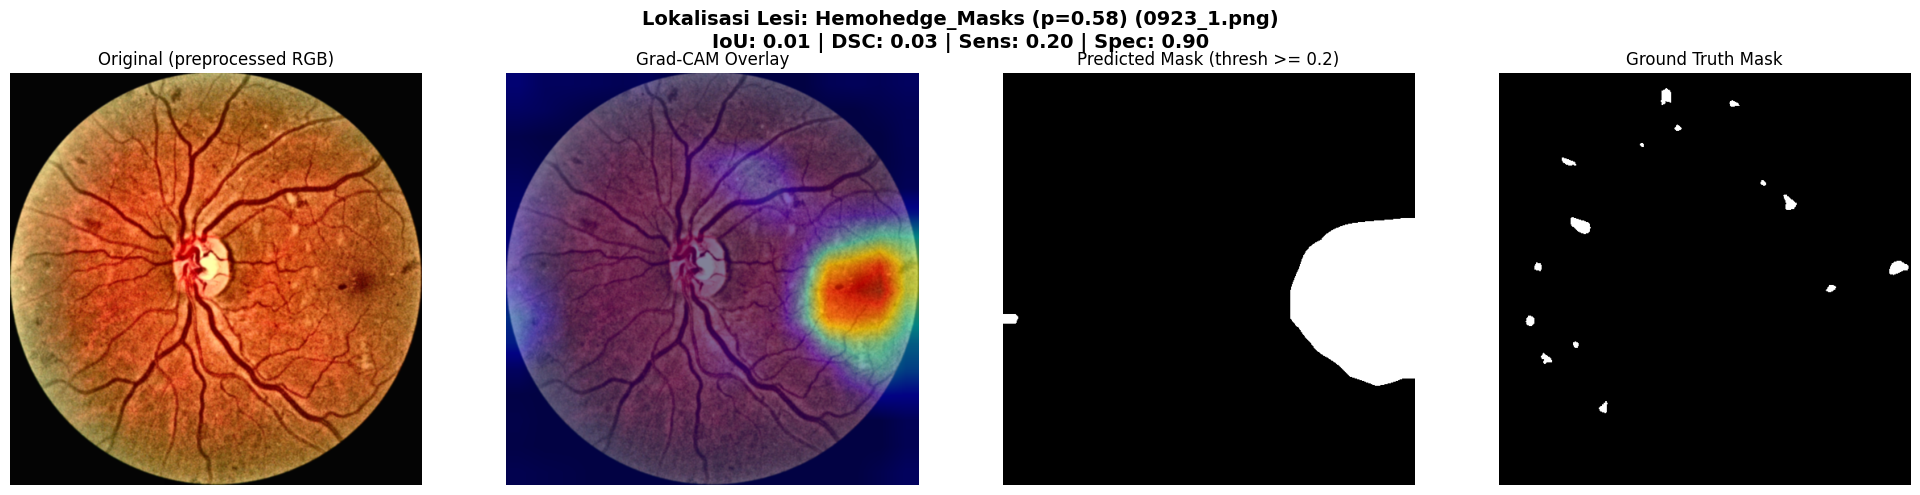 Lokalisasi Lesi: Hemohedge_Masks (p=0.58) (0923_1.png)
IoU: 0.01 | DSC: 0.03 | Sens: 0.20 | Spec: 0.90
Original (preprocessed RGB)
Grad-CAM Overlay
Predicted Mask (thresh >= 0.2)
Ground Truth Mask